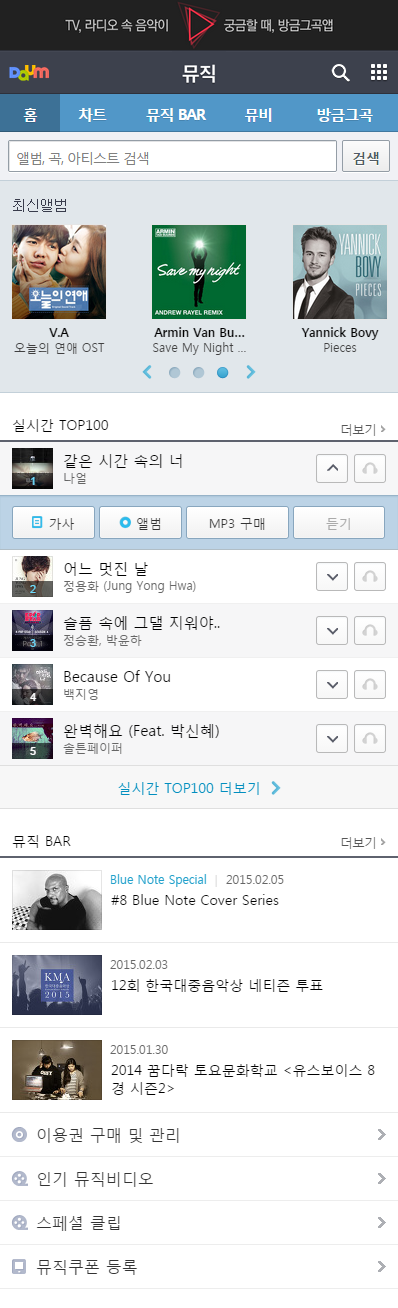 TV, 라디오 속 음악이 궁금할 때, 방금그곡앱
Daum 뮤직
홈 차트 뮤직 BAR 뮤비 방금그곡
앨범, 곡, 아티스트 검색 검색
최신앨범
오늘의 연애
ARMIN VAN BUUREN
Save my night
ANDREW RAYEL REMIX
YANNICK
BOVY
PIECES
V.A Armin Van Bu... Yannick Bovy
오늘의 연애 OST Save My Night ... Pieces
실시간 TOP100 더보기
1 같은 시간 속의 너
나얼
가사 앨범 MP3 구매 듣기
2 어느 멋진 날
정용화 (Jung Yong Hwa)
3 슬픔 속에 그댈 지워야..
정승환, 박윤하
4 Because Of You
백지영
5 완벽해요 (Feat. 박신혜)
솔튼페이퍼
실시간 TOP100 더보기
뮤직 BAR 더보기
Blue Note Special | 2015.02.05
#8 Blue Note Cover Series
KMA
2015
2015.02.03
12회 한국대중음악상 네티즌 투표
2015.01.30
2014 꿈다락 토요문화학교 <유스보이스 8
경 시즌2>
이용권 구매 및 관리
인기 뮤직비디오
스페셜 클립
뮤직쿠폰 등록